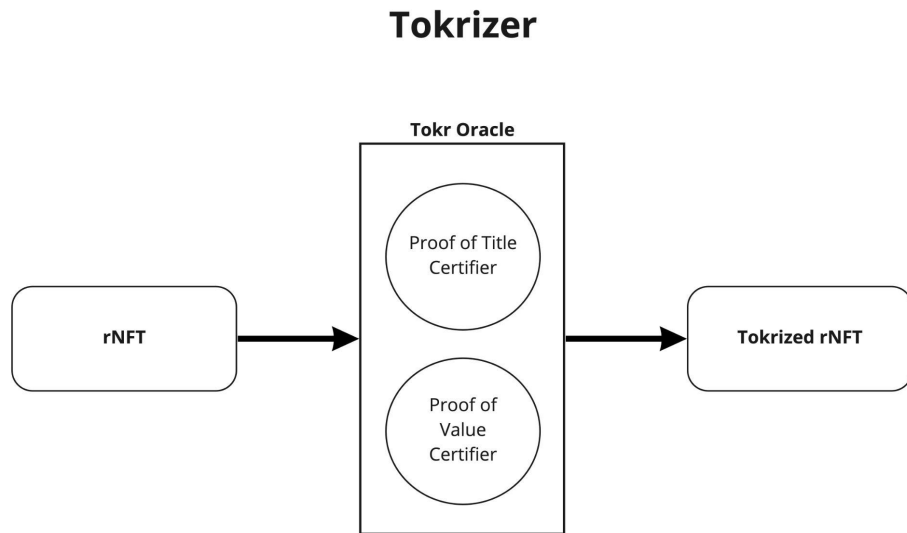 Tokrizer
Tokr Oracle
Proof of Title
Certifier
rNFT
Tokrized rNFT
Proof of
Value
Certifier